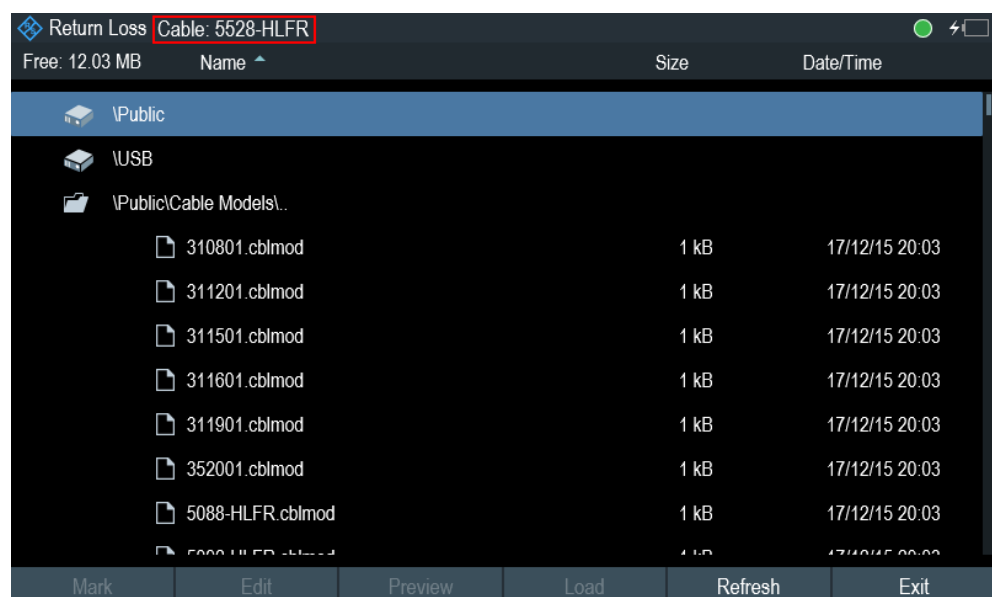 Return Loss Cable: 5528-HLFR
Free: 12.03 MB Name Size Date/Time
\Public
\USB
\Public\Cable Models\..
310801.cblmod 1 kB 17/12/15 20:03
311201.cblmod 1 kB 17/12/15 20:03
311501.cblmod 1 kB 17/12/15 20:03
311601.cblmod 1 kB 17/12/15 20:03
311901.cblmod 1 kB 17/12/15 20:03
352001.cblmod 1 kB 17/12/15 20:03
5088-HLFR.cblmod 1 kB 17/12/15 20:03
Mark Edit Preview Load Refresh Exit